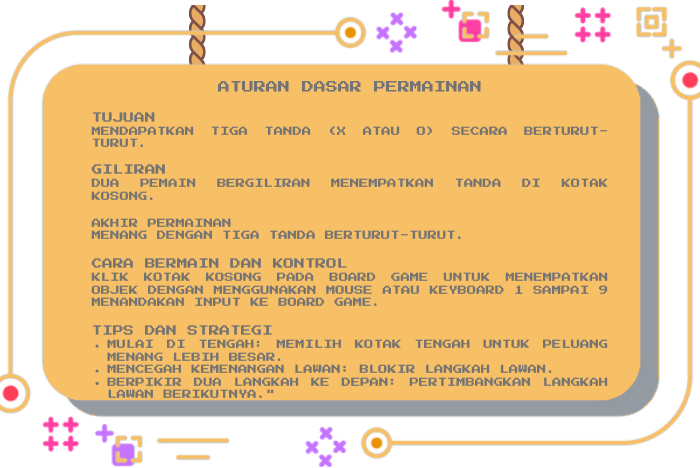 ATURAN DASAR PERMAINAN
TUJUAN
MENDAPATKAN TIGA TANDA (X ATAU O) SECARA BERTURUT-
TURUT.
GILIRAN
DUA PEMAIN BERGILIRAN MENEMPATKAN TANDA DI KOTAK
KOSONG.
AKHIR PERMAINAN
MENANG DENGAN TIGA TANDA BERTURUT-TURUT.
CARA BERMAIN DAN KONTROL
KLIK KOTAK KOSONG PADA BOARD GAME UNTUK MENEMPATKAN
OBJEK DENGAN MENGGUNAKAN MOUSE ATAU KEYBOARD 1 SAMPAI 9
MENANDAKAN INPUT KE BOARD GAME.
TIPS DAN STRATEGI
• MULAI DI TENGAH: MEMILIH KOTAK TENGAH UNTUK PELUANG
MENANG LEBIH BESAR.
• MENCEGAH KEMENANGAN LAWAN: BLOKIR LANGKAH LAWAN.
• BERPIKIR DUA LANGKAH KE DEPAN: PERTIMBANGKAN LANGKAH
LAWAN BERIKUTNYA."